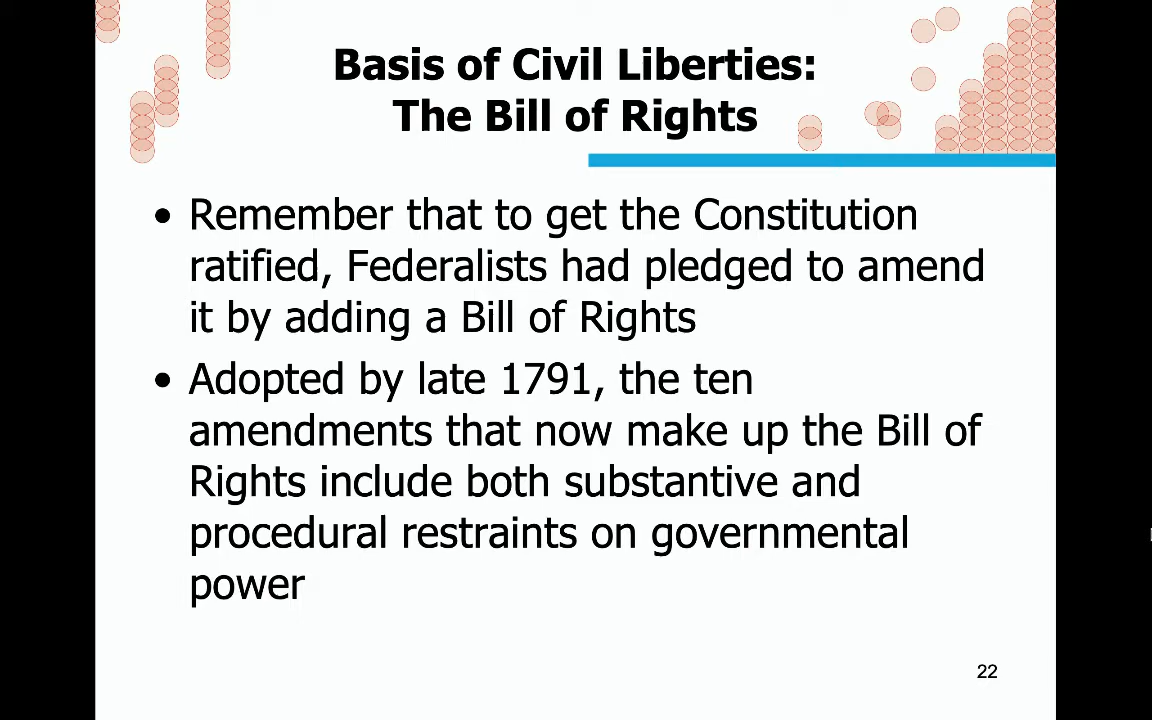 Basis of Civil Liberties:
The Bill of Rights
• Remember that to get the Constitution
ratified, Federalists had pledged to amend
it by adding a Bill of Rights
• Adopted by late 1791, the ten
amendments that now make up the Bill of
Rights include both substantive and
procedural restraints on governmental
power
22